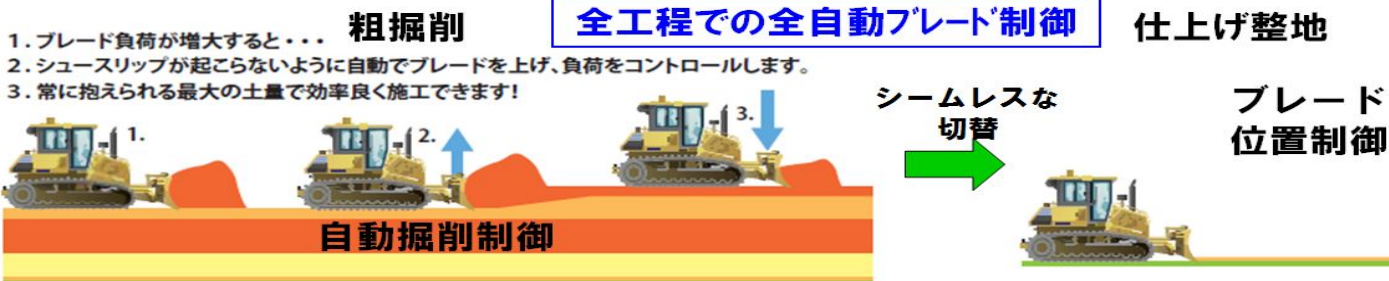 粗掘削
全工程での全自動ブレード制御
仕上げ整地
1. ブレード負荷が増大すると・・・
2. シュースリップが起こらないように自動でブレードを上げ、負荷をコントロールします。
3. 常に抱えられる最大の土量で効率良く施工できます!
1.
2.
3.
自動掘削制御
シームレスな
切替
ブレード
位置制御